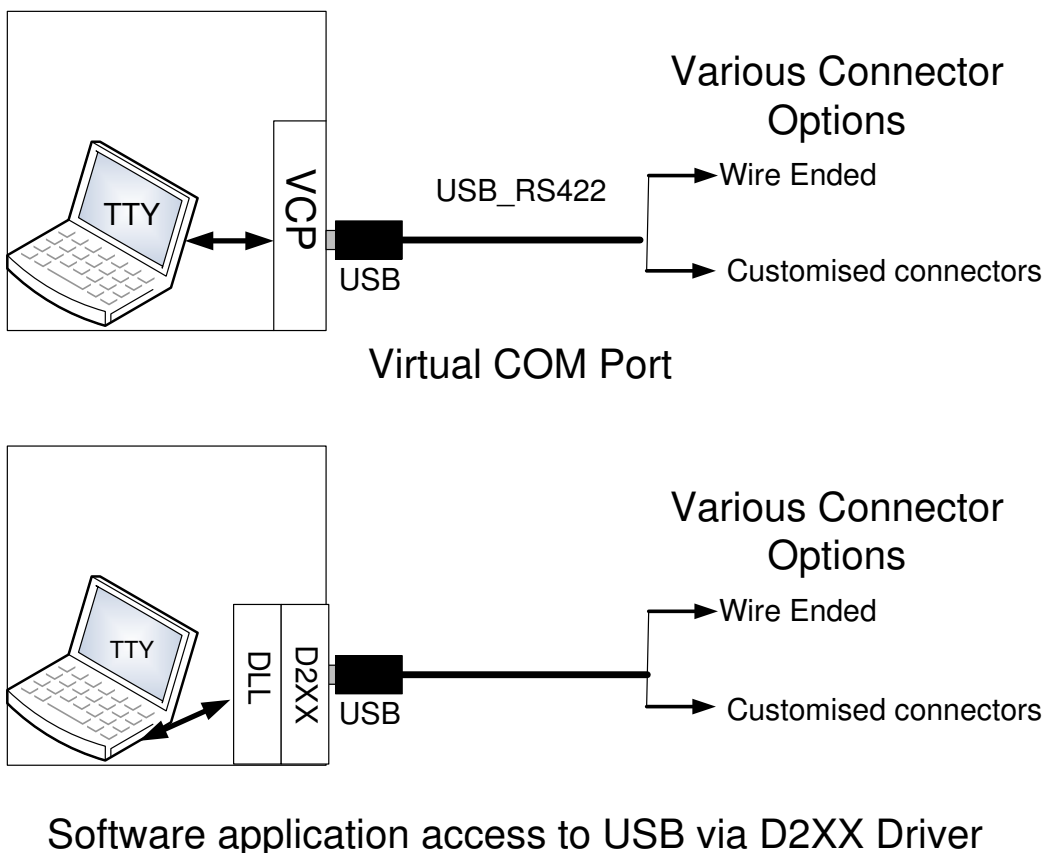 Various Connector
Options
TTY
VCP
USB_RS422
Wire Ended
USB
Customised connectors
Virtual COM Port
Various Connector
Options
TTY
DLL
D2XX
Wire Ended
USB
Customised connectors
Software application access to USB via D2XX Driver